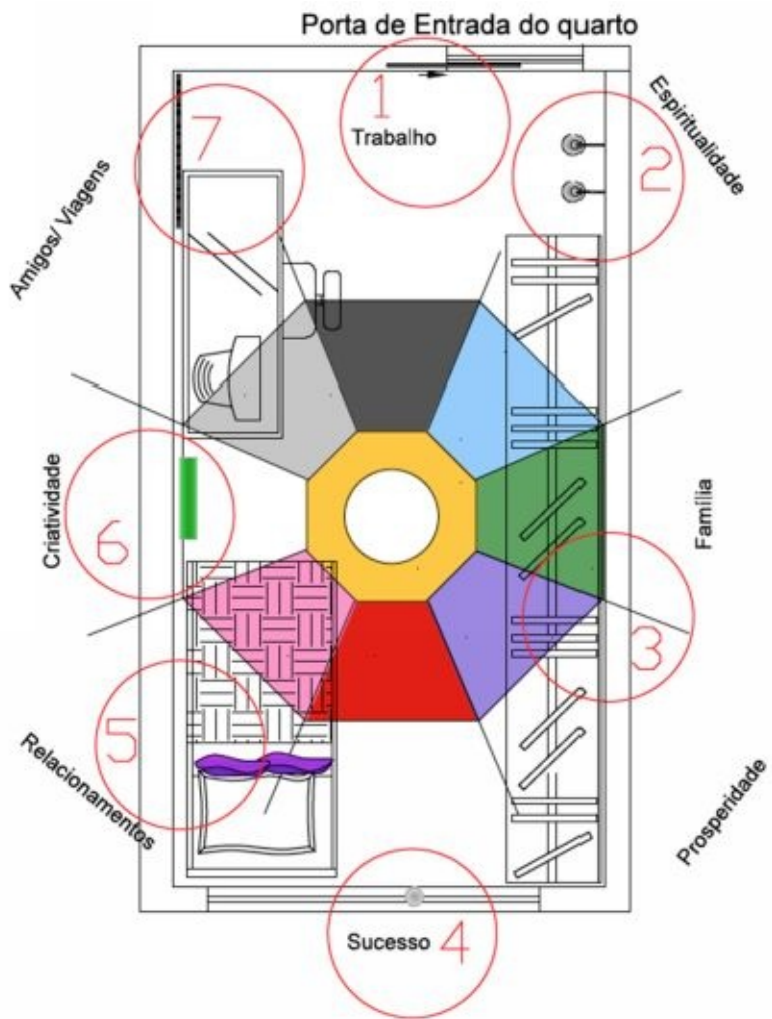 Porta de Entrada do quarto
1
Trabalho
Espiritualidade
2
7
Amigos/ Viagens
Criatividade
6
Família
3
5
Relacionamentos
Prosperidade
Sucesso 4